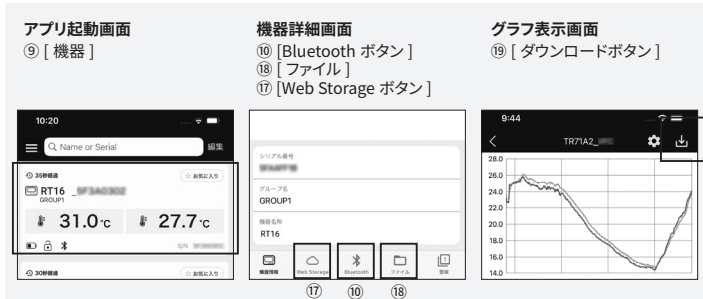 アプリ起動画面
⑨ [ 機器 ]
機器詳細画面
⑩ [Bluetooth ボタン ]
⑱ [ ファイル ]
⑰ [Web Storage ボタン ]
グラフ表示画面
⑲ [ ダウンロードボタン ]
10:20
Name or Serial
編集
35秒経過
☆ お気に入り
RT16
GROUP1
31.0℃
27.7℃
S/N
30秒経過
☆ お気に入り
シリアル番号
グループ名
GROUP1
機器名称
RT16
機器情報
Web Storage
Bluetooth
ファイル
警報
⑰
⑩
⑱
9:44
TR71A2_
28.0
24.0
22.0
20.0
18.0
16.0
14.0